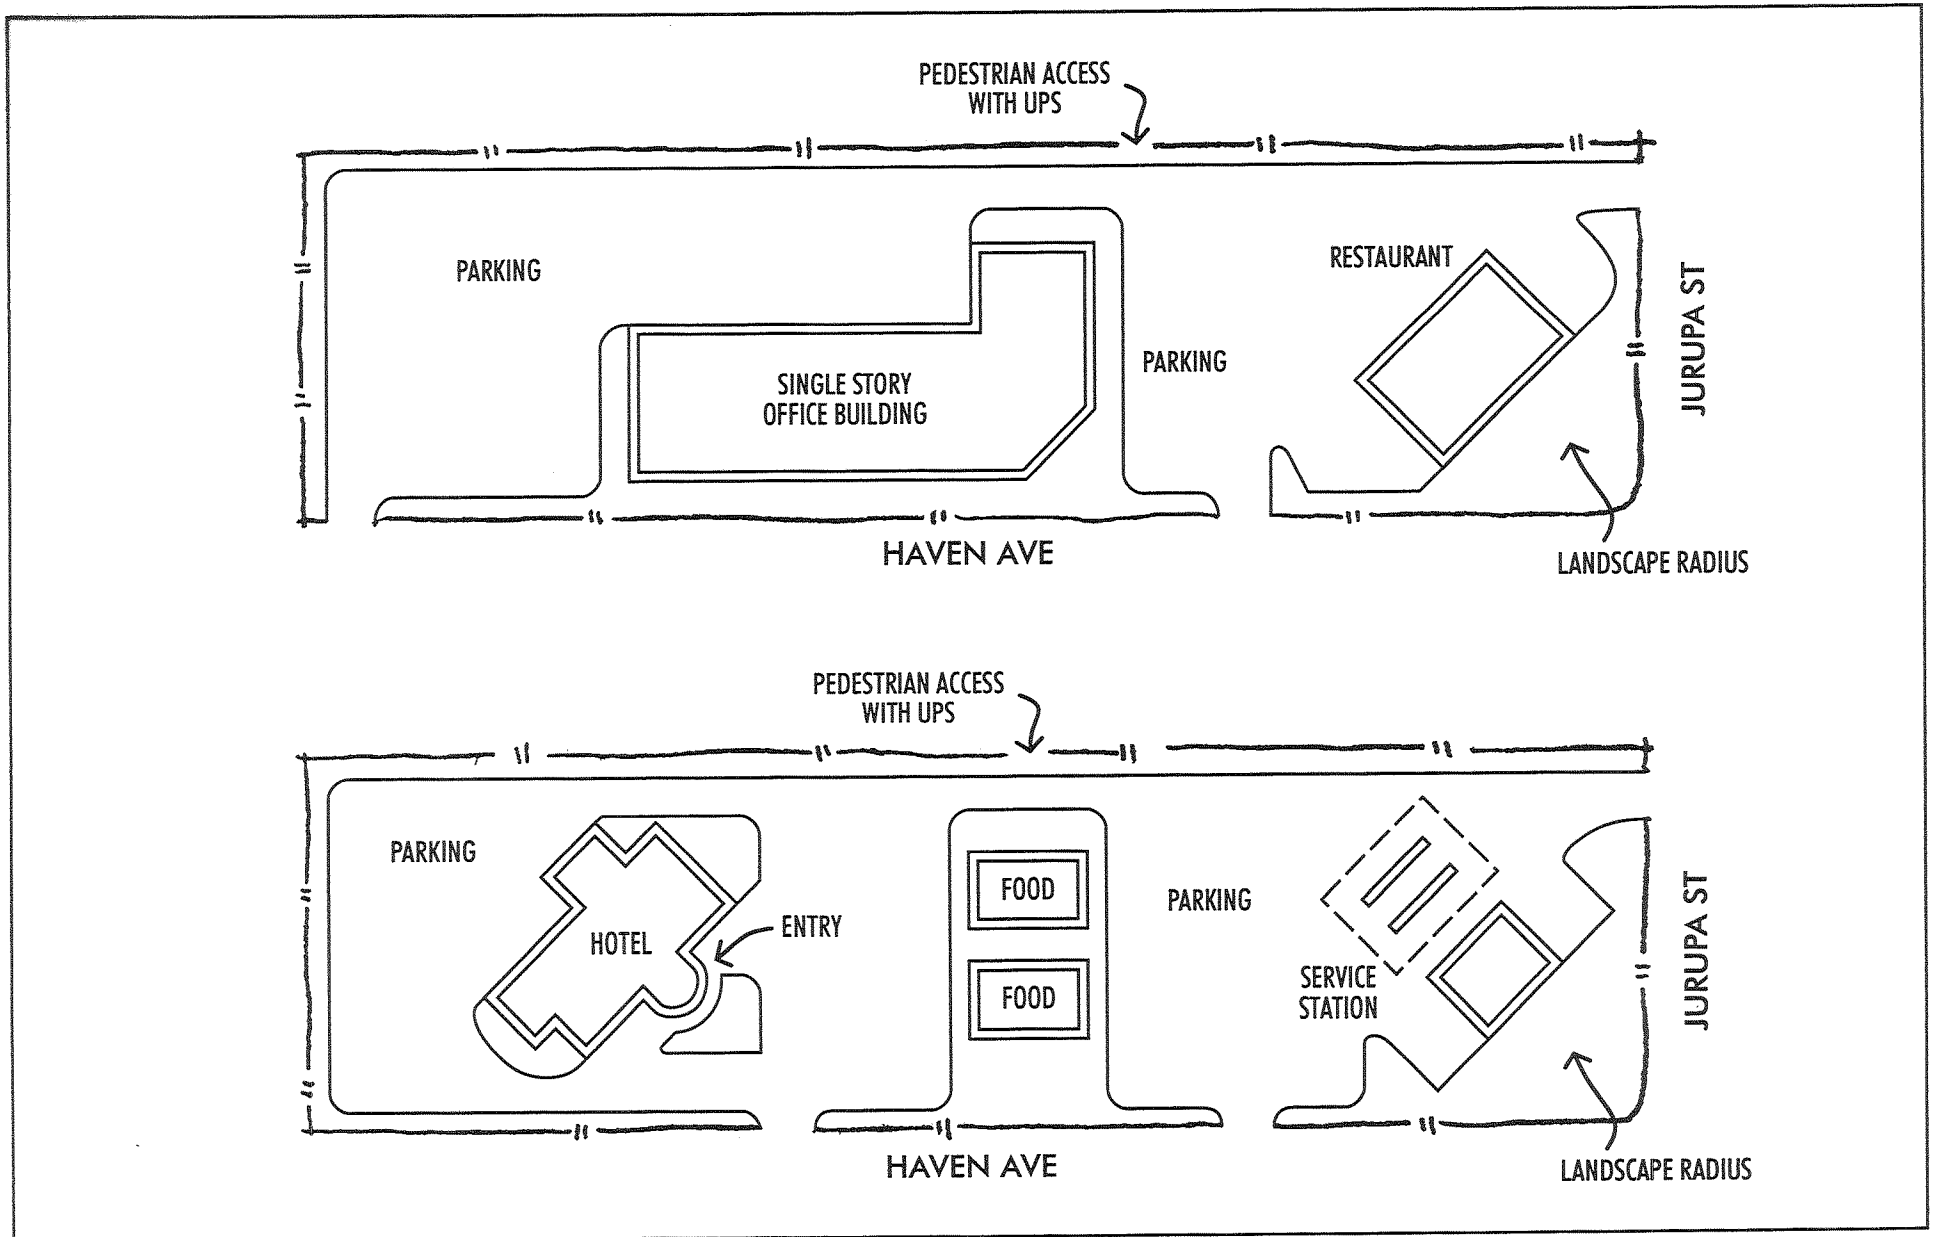 PEDESTRIAN ACCESS
WITH UPS
PARKING
RESTAURANT
PARKING
SINGLE STORY
OFFICE BUILDING
JURUPA ST
HAVEN AVE
LANDSCAPE RADIUS
PEDESTRIAN ACCESS
WITH UPS
PARKING
HOTEL
ENTRY
FOOD
FOOD
PARKING
SERVICE
STATION
JURUPA ST
HAVEN AVE
LANDSCAPE RADIUS